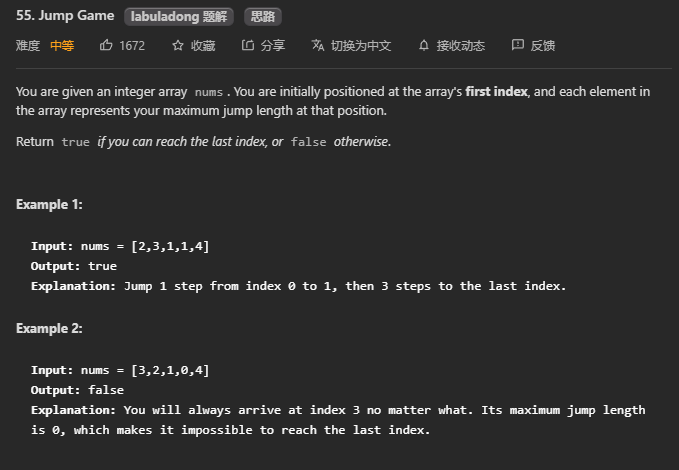 55. Jump Game labuladong 题解 思路
难度 中等 1672 收藏 分享 切换为中文 接收动态 反馈
You are given an integer array nums. You are initially positioned at the array's first index, and each element in
the array represents your maximum jump length at that position.
Return true if you can reach the last index, or false otherwise.
Example 1:
Input: nums = [2,3,1,1,4]
Output: true
Explanation: Jump 1 step from index 0 to 1, then 3 steps to the last index.
Example 2:
Input: nums = [3,2,1,0,4]
Output: false
Explanation: You will always arrive at index 3 no matter what. Its maximum jump length
is 0, which makes it impossible to reach the last index.